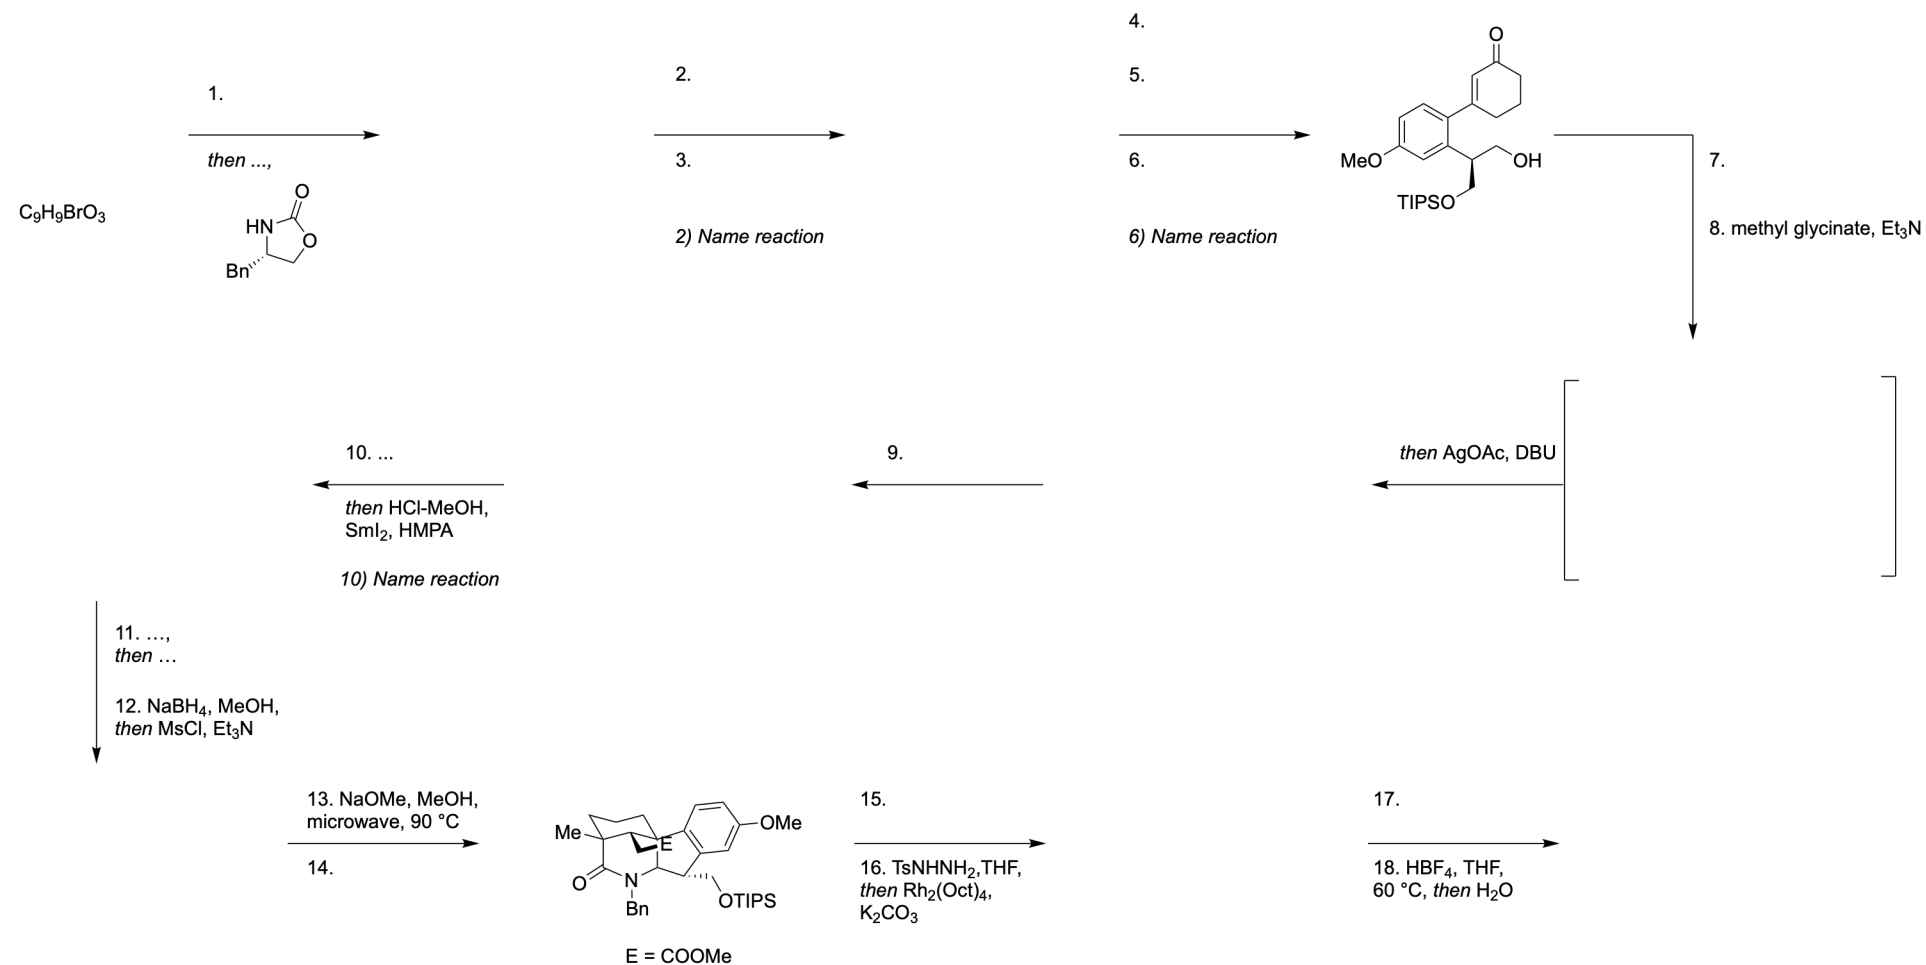 1.
then ...,
C₉H₉BrO₃
O
HN
O
Bn
2.
3.
2) Name reaction
4.
5.
6.
6) Name reaction
O
MeO
OH
TIPSO
7.
8. methyl glycinate, Et₃N
then AgOAc, DBU
9.
10. ...
then HCl-MeOH,
SmI₂, HMPA
10) Name reaction
11. ...,
then ...
12. NaBH₄, MeOH,
then MsCl, Et₃N
13. NaOMe, MeOH,
microwave, 90 °C
14.
Me
E
OMe
O
N
Bn
OTIPS
E = COOMe
15.
16. TsNHNH₂,THF,
then Rh₂(Oct)₄,
K₂CO₃
17.
18. HBF₄, THF,
60 °C, then H₂O